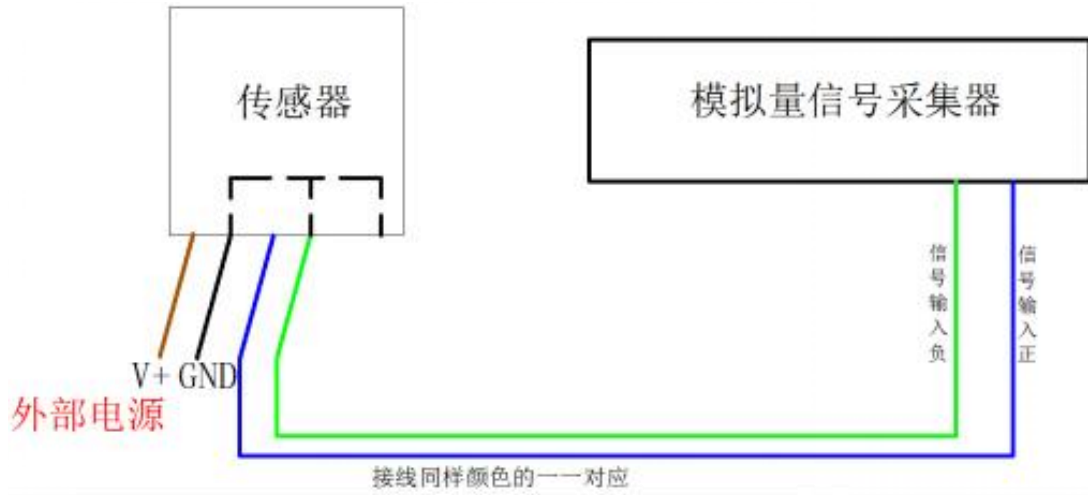 传感器
模拟量信号采集器
信号输入负
信号输入正
V+ GND
外部电源
接线同样颜色的一一对应